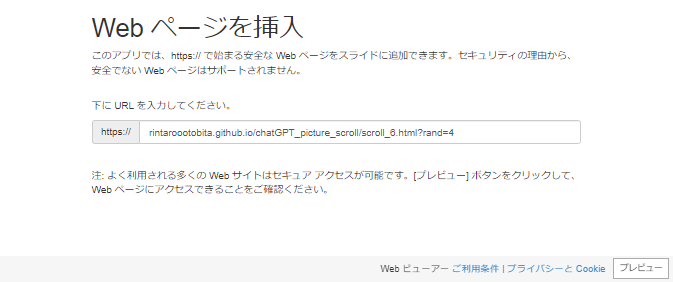 Web ページを挿入
このアプリでは、https:// で始まる安全な Web ページをスライドに追加できます。セキュリティの理由から、
安全でない Web ページはサポートされません。
下に URL を入力してください。
https:// rintaroootobita.github.io/chatGPT_picture_scroll/scroll_6.html?rand=4
注: よく利用される多くの Web サイトはセキュア アクセスが可能です。[プレビュー] ボタンをクリックして、
Web ページにアクセスできることをご確認ください。
Web ビューアー ご利用条件 | プライバシーと Cookie プレビュー